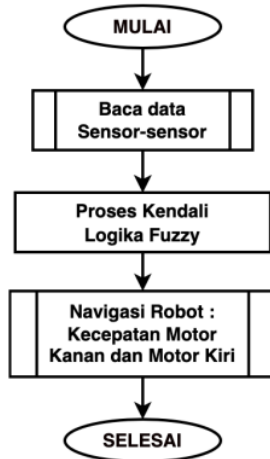 MULAI
Baca data
Sensor-sensor
Proses Kendali
Logika Fuzzy
Navigasi Robot :
Kecepatan Motor
Kanan dan Motor Kiri
SELESAI